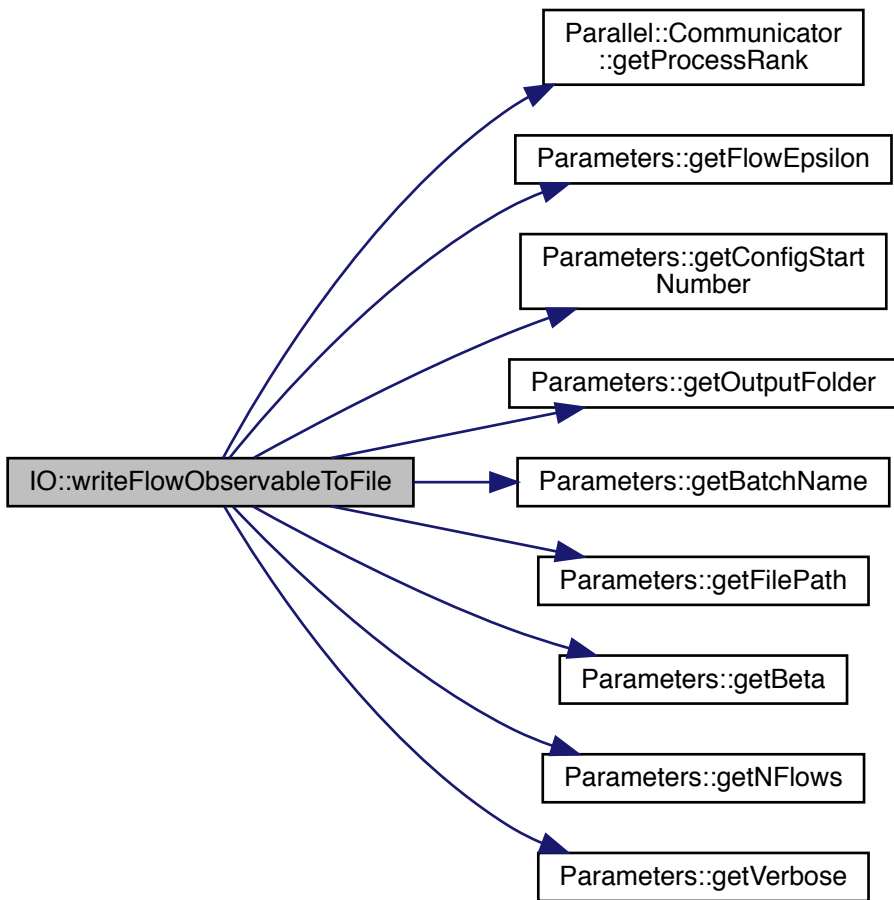 Parallel::Communicator
::getProcessRank
Parameters::getFlowEpsilon
Parameters::getConfigStart
Number
Parameters::getOutputFolder
IO::writeFlowObservableToFile
Parameters::getBatchName
Parameters::getFilePath
Parameters::getBeta
Parameters::getNFlows
Parameters::getVerbose